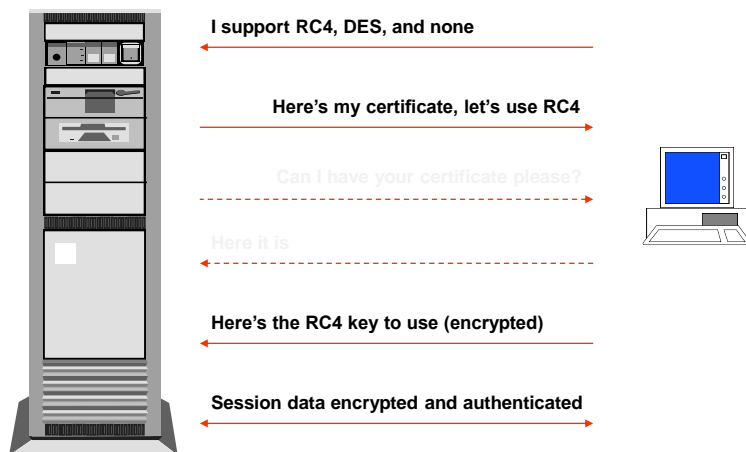 I support RC4, DES, and none
Here’s my certificate, let’s use RC4
Can I have your certificate please?
Here it is
Here’s the RC4 key to use (encrypted)
Session data encrypted and authenticated